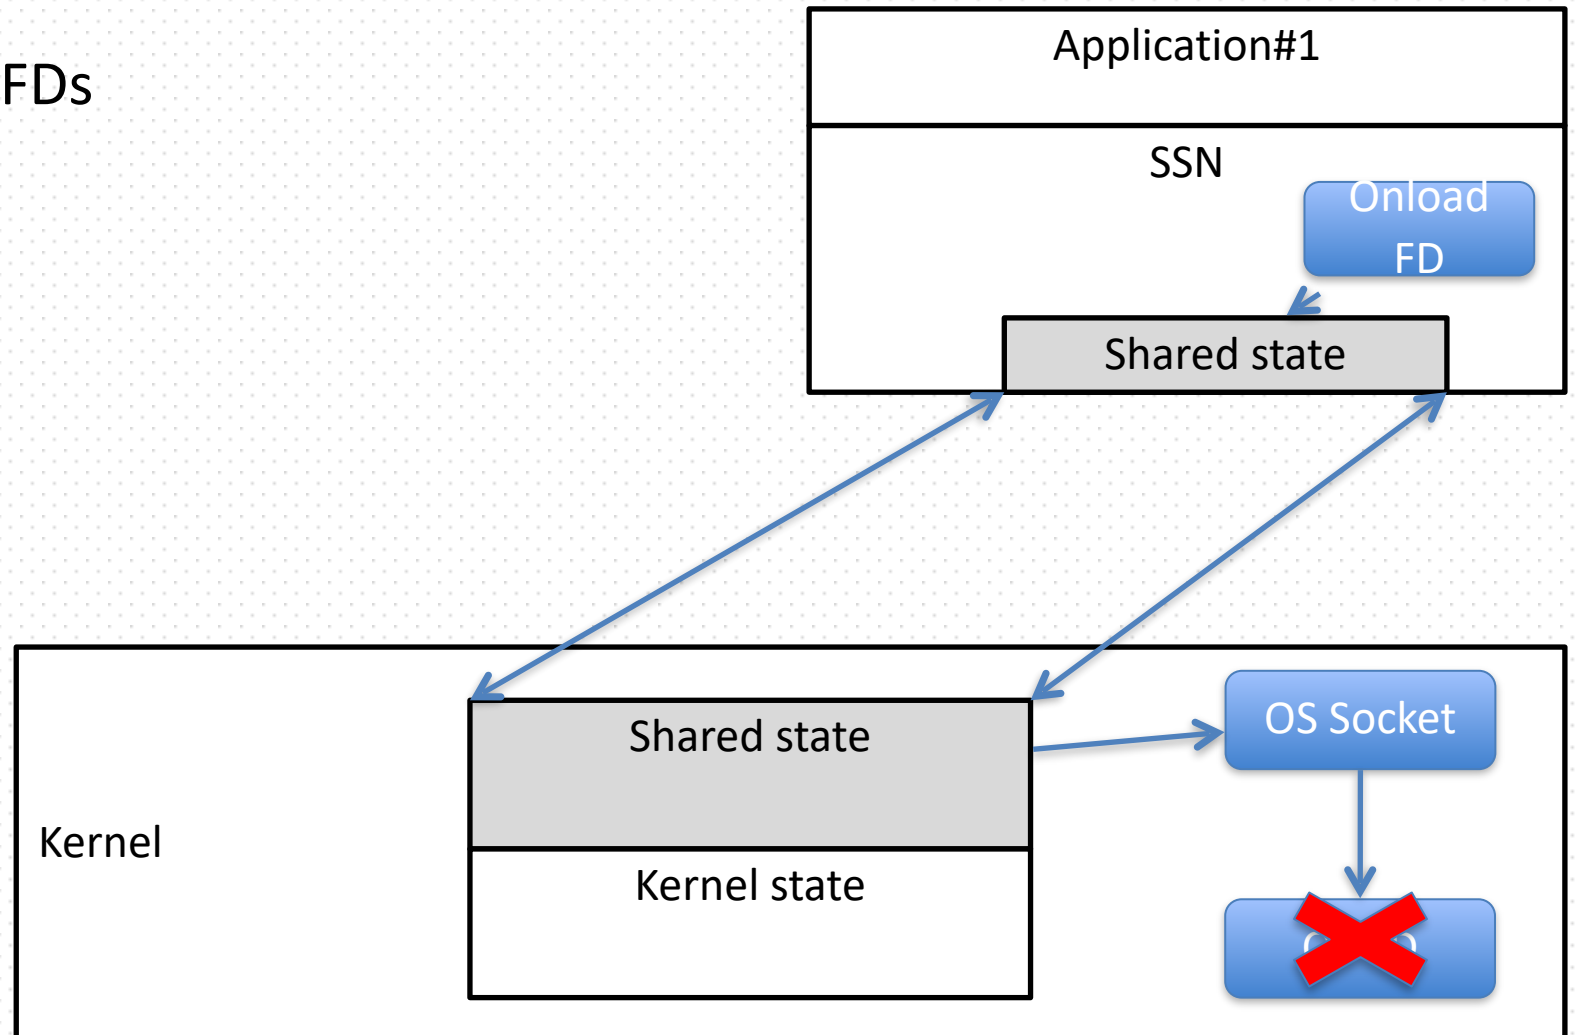 FDs
Application#1
SSN
Onload
FD
Shared state
Shared state
OS Socket
Kernel
Kernel state